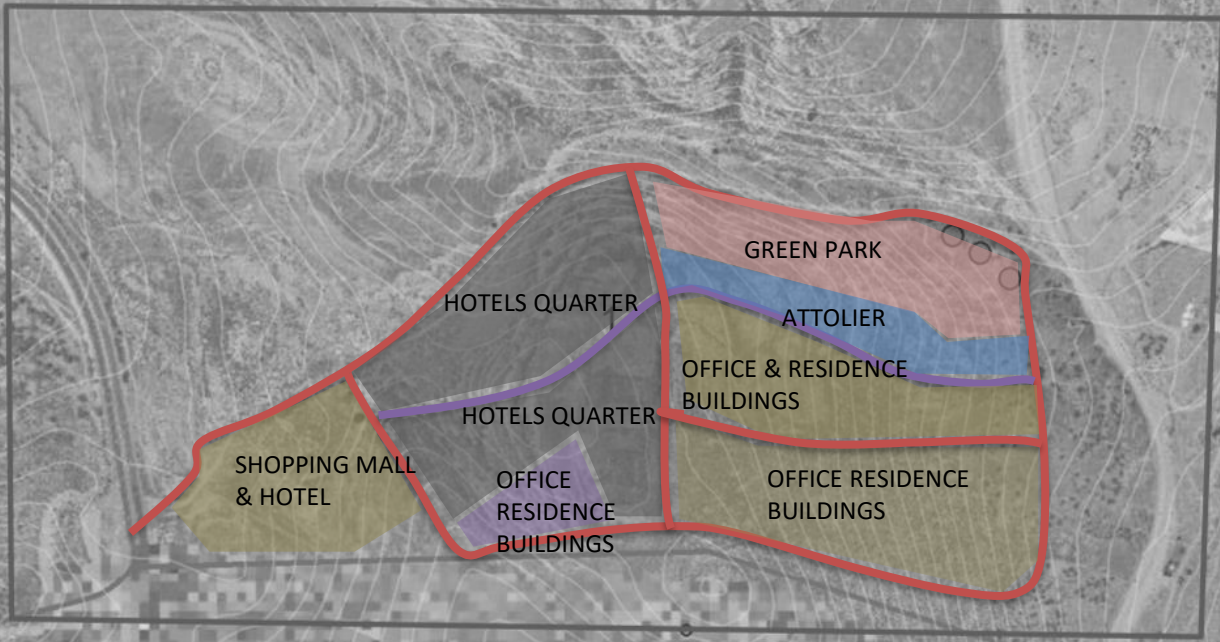 GREEN PARK
HOTELS QUARTER
ATTOLIER
OFFICE & RESIDENCE
BUILDINGS
HOTELS QUARTER
SHOPPING MALL
& HOTEL
OFFICE
RESIDENCE
BUILDINGS
OFFICE RESIDENCE
BUILDINGS